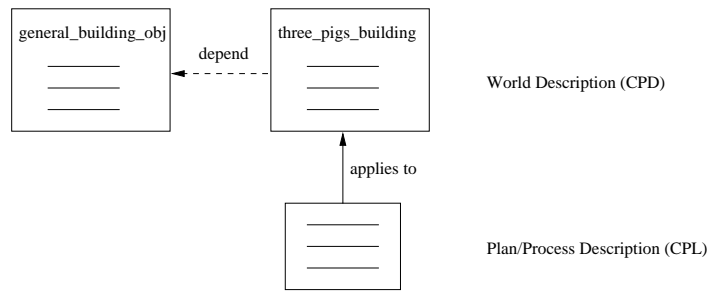 general_building_obj
three_pigs_building
depend
World Description (CPD)
applies to
Plan/Process Description (CPL)